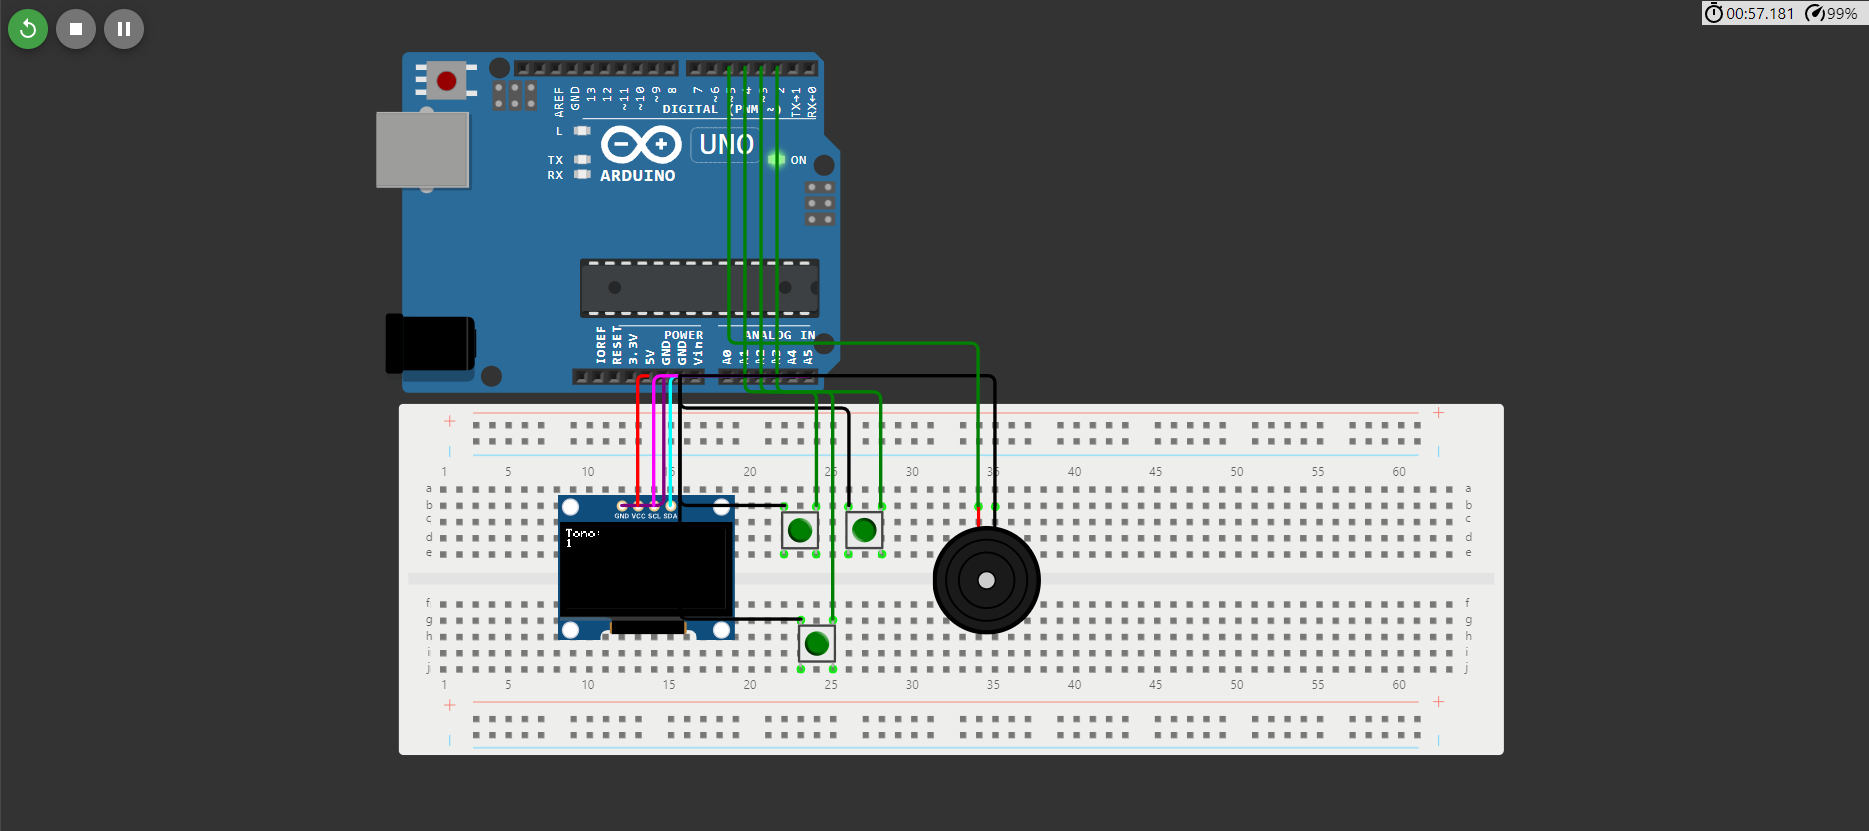 00:57.181 99%
AREF GND 13 12 ~11 ~10 ~9 8 7 ~6 ~5 4 ~3 2 TX→1 RX←0
DIGITAL (PWM ~)
L
TX
RX
UNO
ON
ARDUINO
IOREF RESET 3.3V 5V GND GND Vin
POWER
ANALOG IN
A0 A1 A2 A3 A4 A5
1 5 10 15 20 25 30 35 40 45 50 55 60
a a
b b
c c
d d
e e
GND VCC SCL SDA
Tono:
1
f f
g g
h h
i i
j j
1 5 10 15 20 25 30 35 40 45 50 55 60